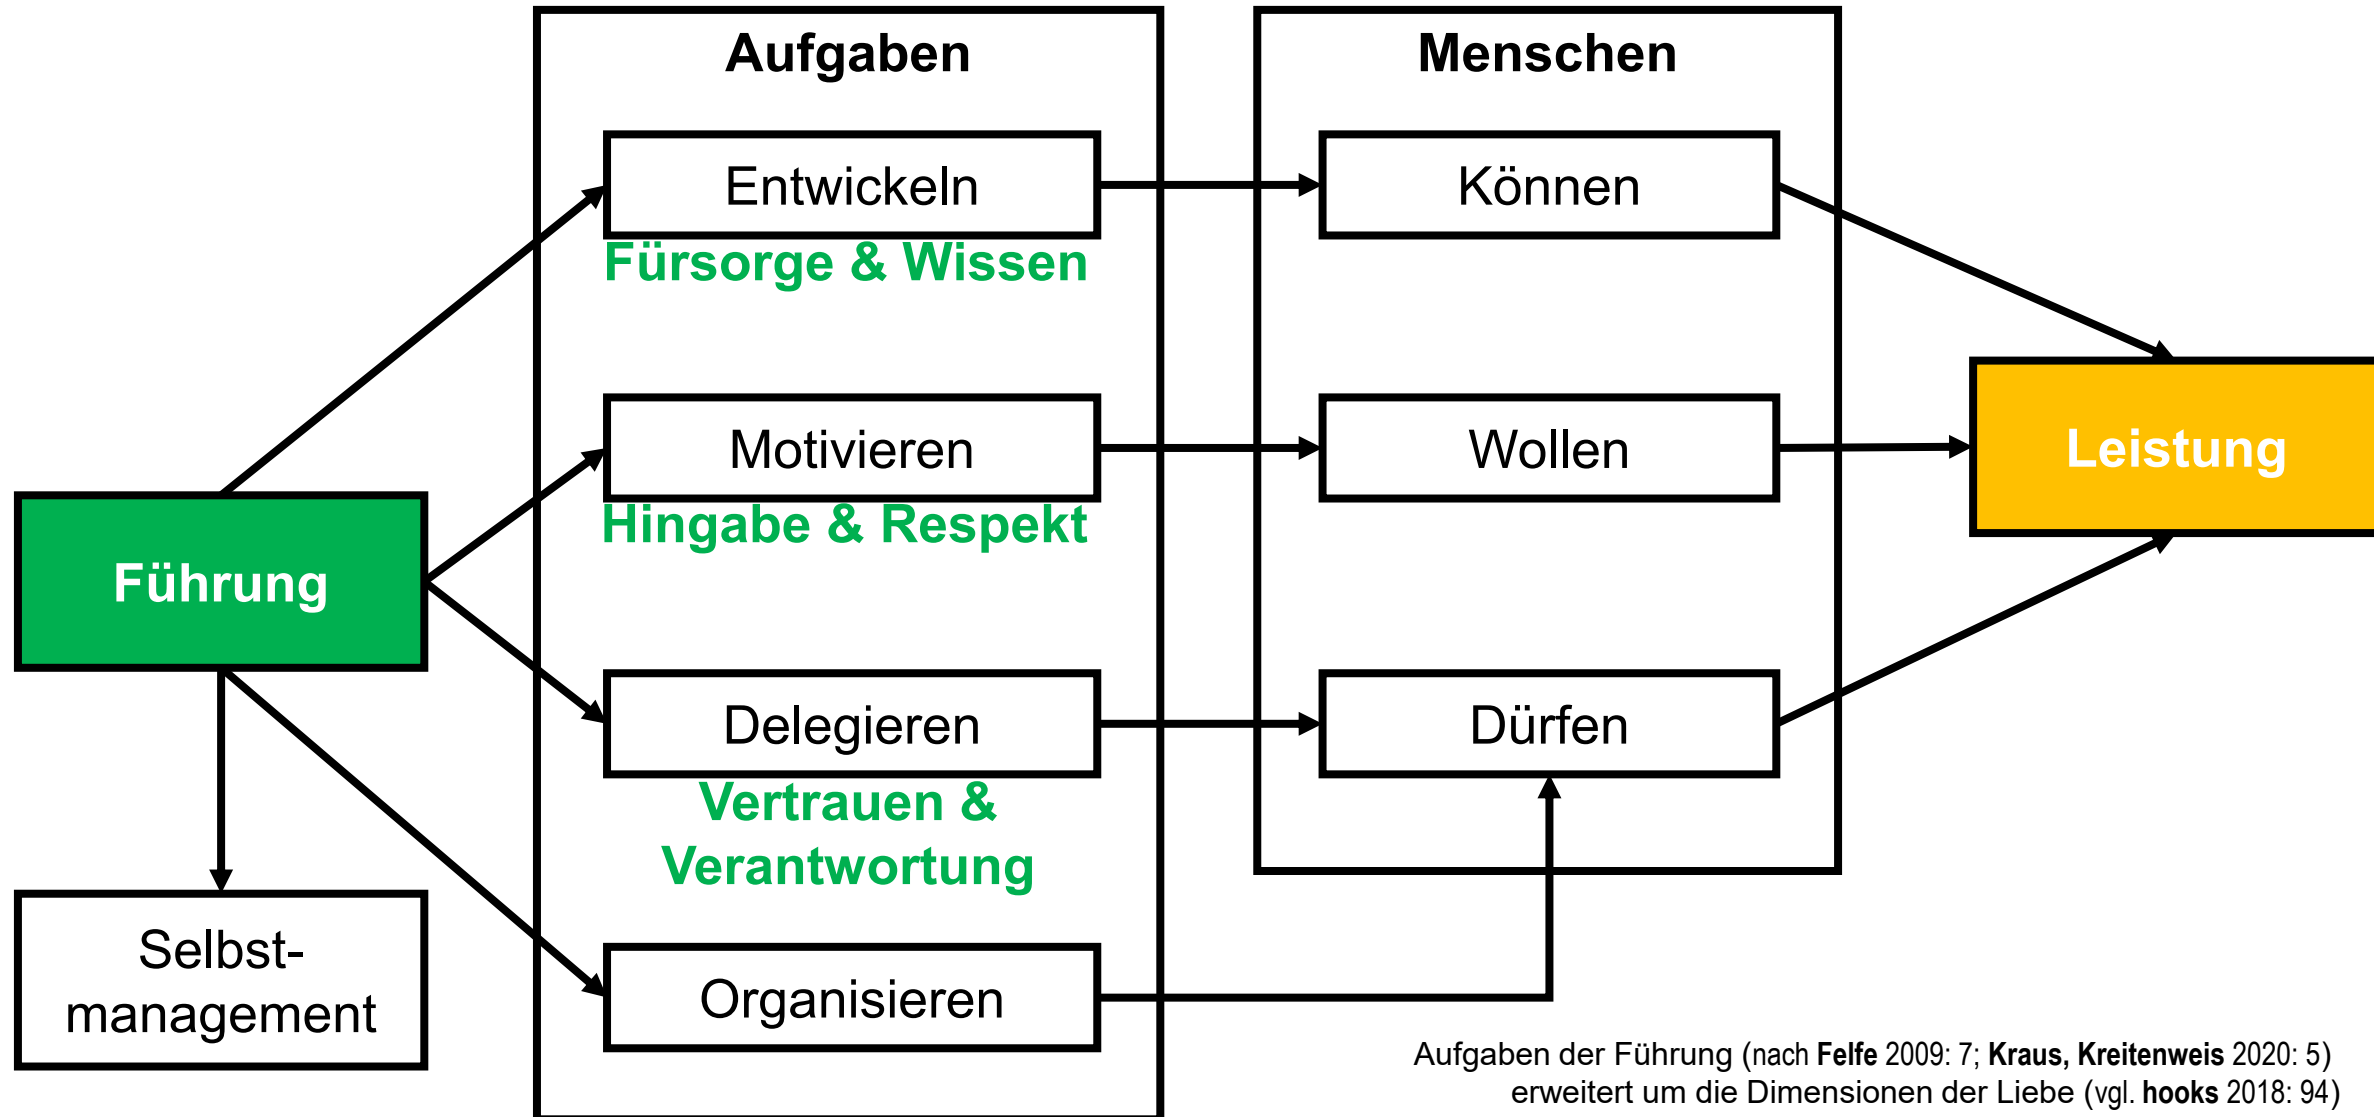 Aufgaben
Menschen
Entwickeln
Können
Fürsorge & Wissen
Motivieren
Wollen
Leistung
Hingabe & Respekt
Führung
Delegieren
Dürfen
Vertrauen &
Verantwortung
Selbst-
management
Organisieren
Aufgaben der Führung (nach Felfe 2009: 7; Kraus, Kreitenweis 2020: 5)
erweitert um die Dimensionen der Liebe (vgl. hooks 2018: 94)